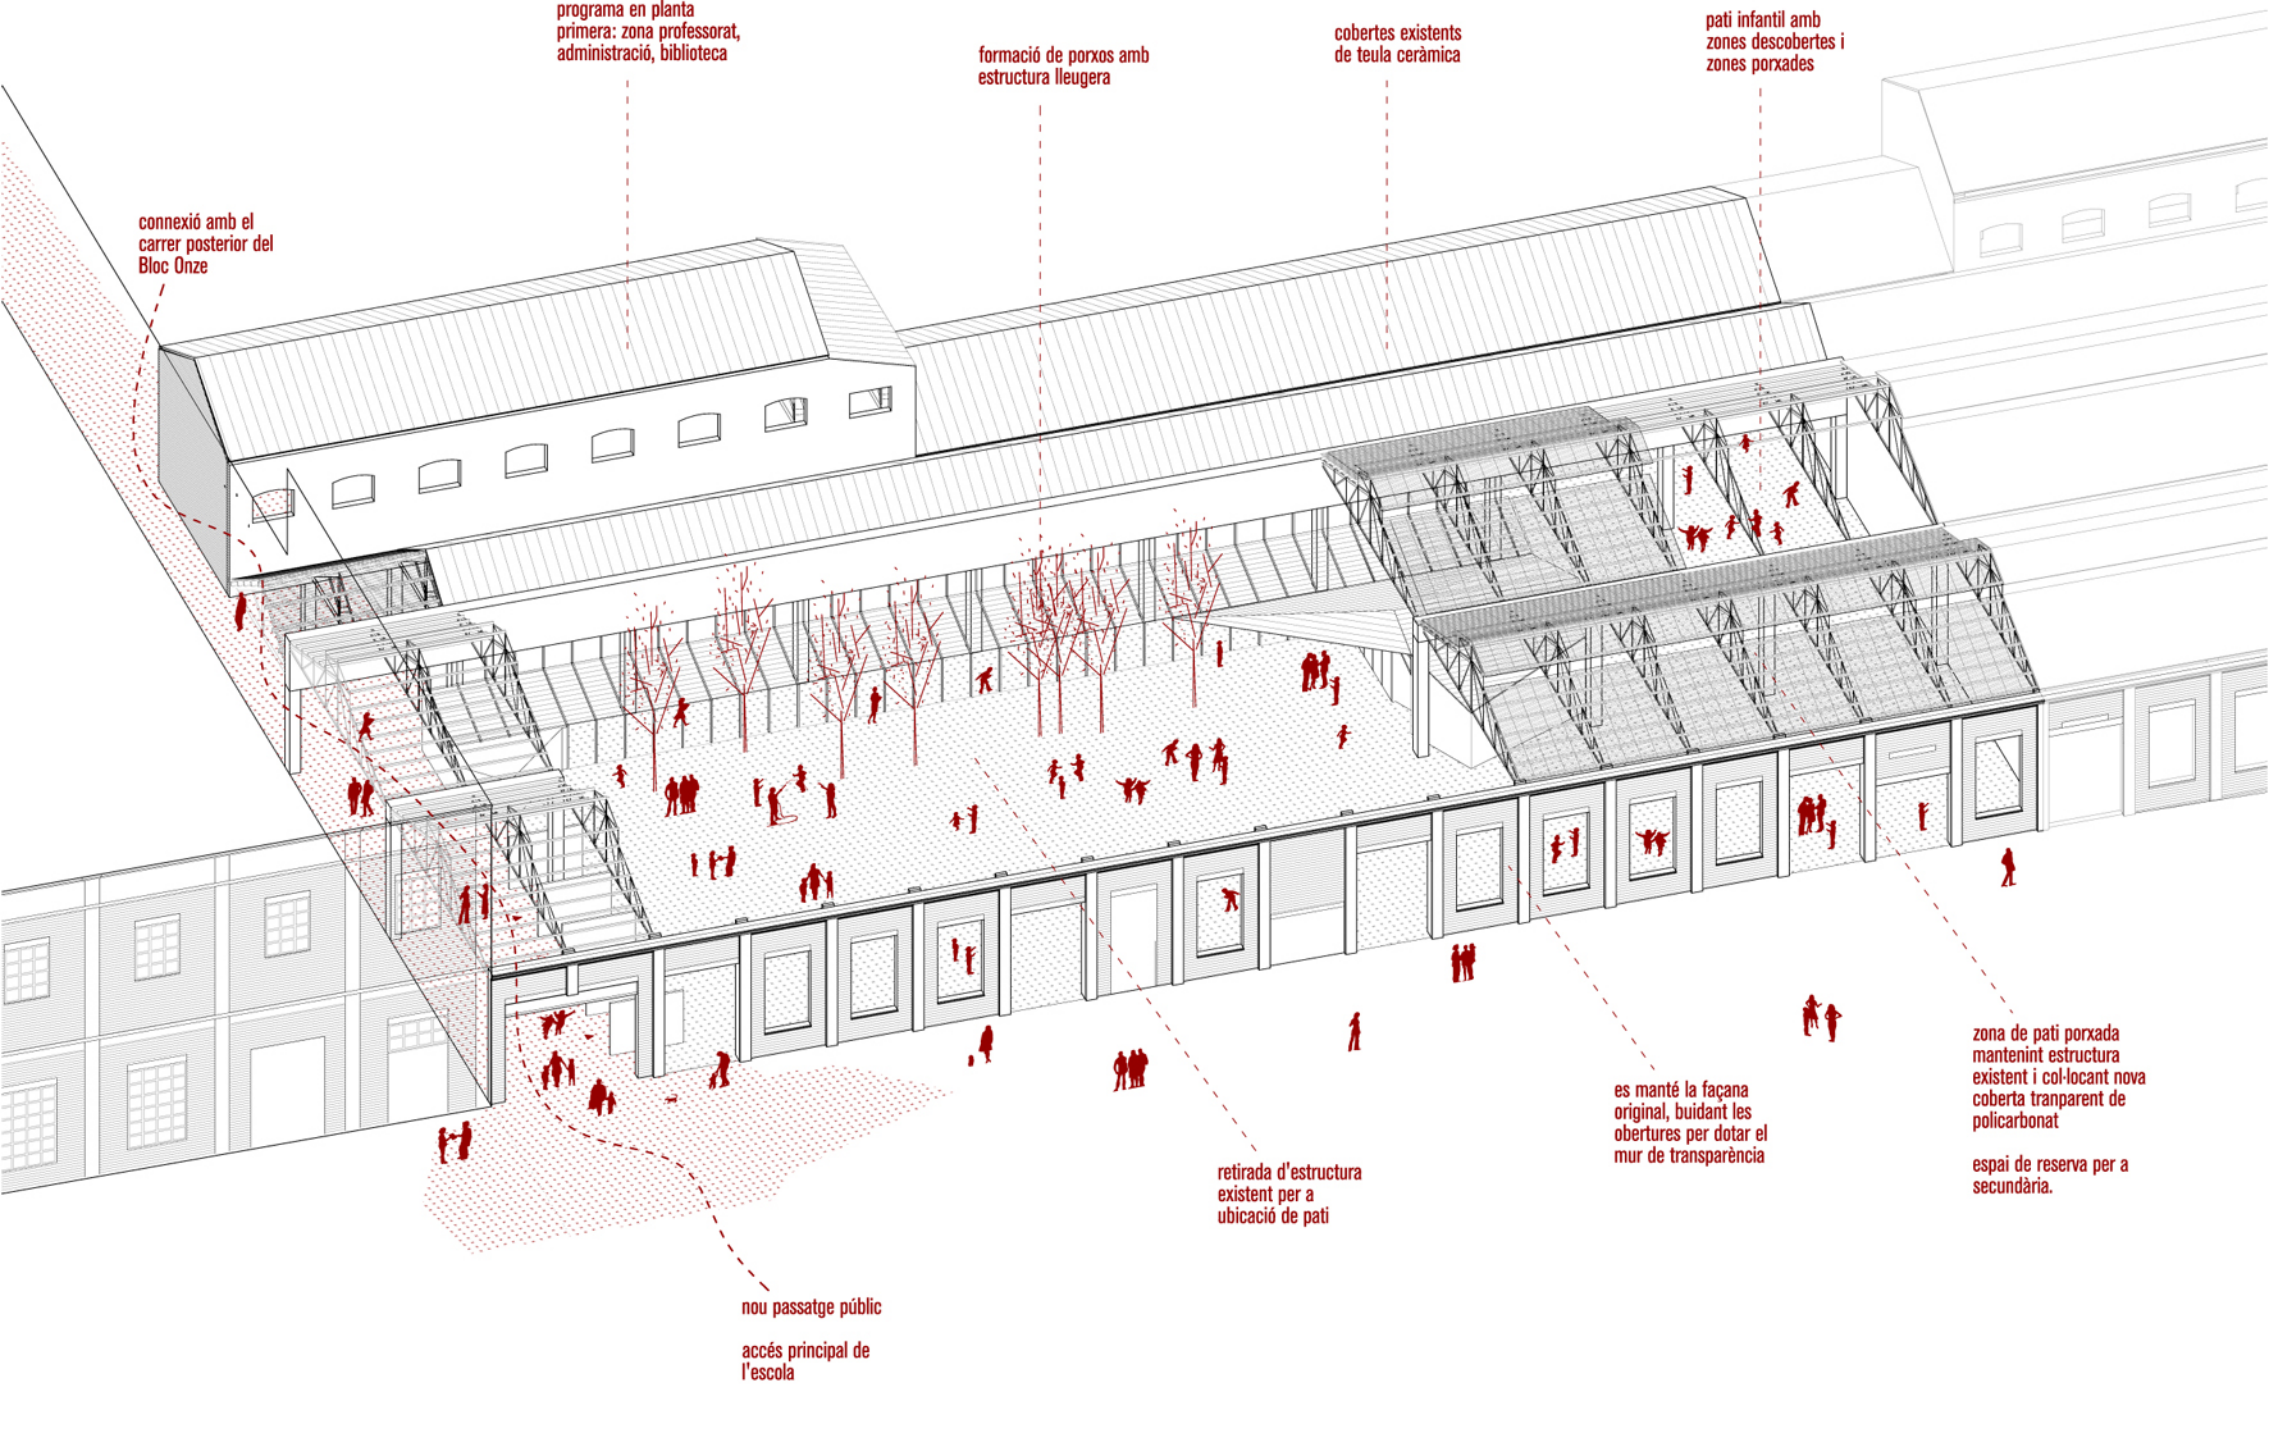 programa en planta
primera: zona professorat,
administració, biblioteca
formació de porxos amb
estructura lleugera
cobertes existents
de teula ceràmica
pati infantil amb
zones descobertes i
zones porxades
connexió amb el
carrer posterior del
Bloc Onze
zona de pati porxada
mantenint estructura
existent i col·locant nova
coberta tranparent de
policarbonat
espai de reserva per a
secundària.
es manté la façana
original, buidant les
obertures per dotar el
mur de transparència
retirada d'estructura
existent per a
ubicació de pati
nou passatge públic
accés principal de
l'escola